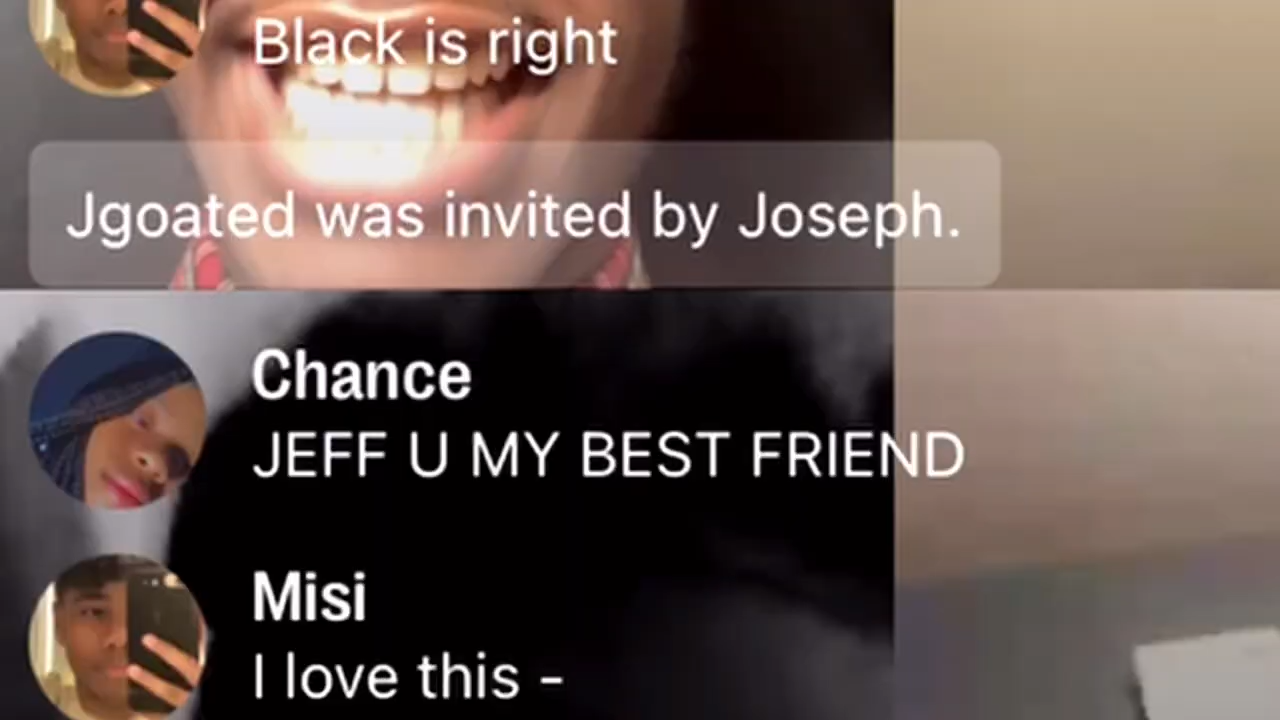 Black is right
Jgoated was invited by Joseph.
Chance
JEFF U MY BEST FRIEND
Misi
I love this -